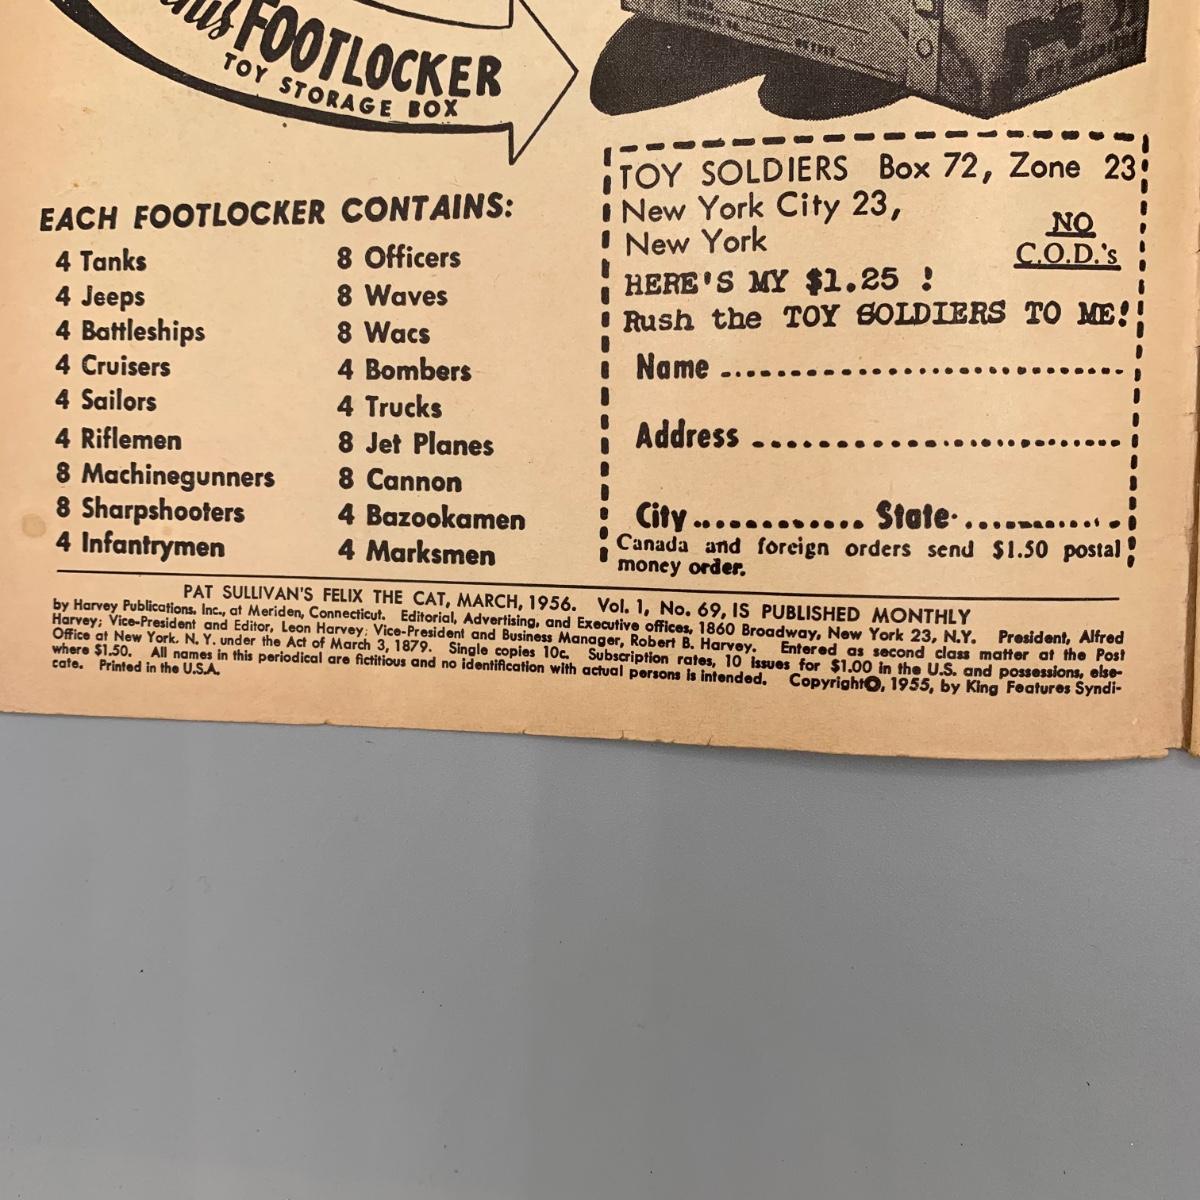 this FOOTLOCKER
TOY STORAGE BOX
EACH FOOTLOCKER CONTAINS:
4 Tanks
4 Jeeps
4 Battleships
4 Cruisers
4 Sailors
4 Riflemen
8 Machinegunners
8 Sharpshooters
4 Infantrymen
8 Officers
8 Waves
8 Wacs
4 Bombers
4 Trucks
8 Jet Planes
8 Cannon
4 Bazookamen
4 Marksmen
TOY SOLDIERS Box 72, Zone 23
New York City 23,
New York
NO
C.O.D.'s
HERE'S MY $1.25 !
Rush the TOY SOLDIERS TO ME!
Name
Address
City State
Canada and foreign orders send $1.50 postal
money order.
PAT SULLIVAN'S FELIX THE CAT, MARCH, 1956. Vol. 1, No. 69, IS PUBLISHED MONTHLY
by Harvey Publications, Inc., at Meriden, Connecticut. Editorial, Advertising, and Executive offices, 1860 Broadway, New York 23, N.Y. President, Alfred
Harvey; Vice-President and Editor, Leon Harvey; Vice-President and Business Manager, Robert B. Harvey. Entered as second class matter at the Post
Office at New York. N. Y. under the Act of March 3, 1879. Single copies 10c. Subscription rates, 10 issues for $1.00 in the U.S. and possessions, else-
where $1.50. All names in this periodical are fictitious and no identification with actual persons is intended. Copyright©, 1955, by King Features Syndi-
cate. Printed in the U.S.A.